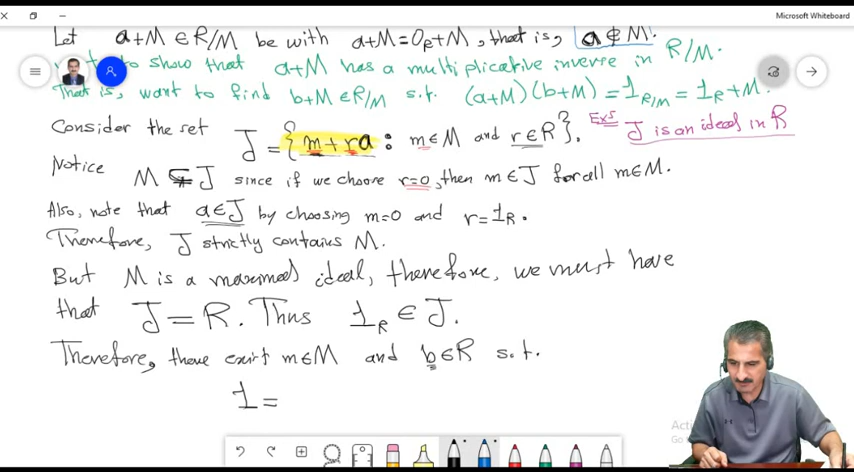 Microsoft Whiteboard
Let a+M ∈ R/M be with a+M = 0_R + M, that is, a ∉ M.
to show that a+M has a multiplicative inverse in R/M.
That is, want to find b+M ∈ R/M s.t. (a+M)(b+M) = 1_{R/M} = 1_R + M.
Consider the set J = { m + ra : m ∈ M and r ∈ R }. Exs J is an ideal in R
Notice M ⊊ J since if we choose r=0, then m ∈ J for all m ∈ M.
Also, note that a ∈ J by choosing m=0 and r=1_R.
Therefore, J strictly contains M.
But M is a maximal ideal, therefore, we must have
that J = R. Thus 1_R ∈ J.
Therefore, there exist m ∈ M and b ∈ R s.t.
1 =